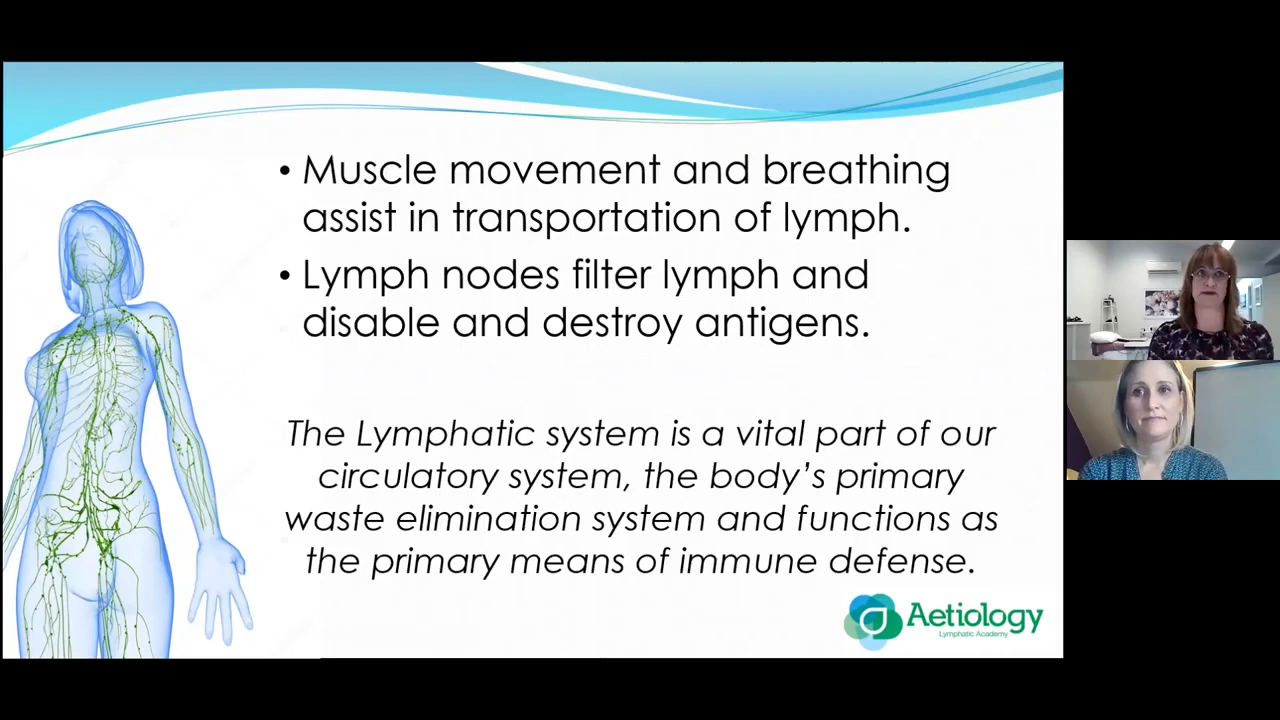 • Muscle movement and breathing
assist in transportation of lymph.
• Lymph nodes filter lymph and
disable and destroy antigens.
The Lymphatic system is a vital part of our
circulatory system, the body’s primary
waste elimination system and functions as
the primary means of immune defense.
Aetiology
Lymphatic Academy